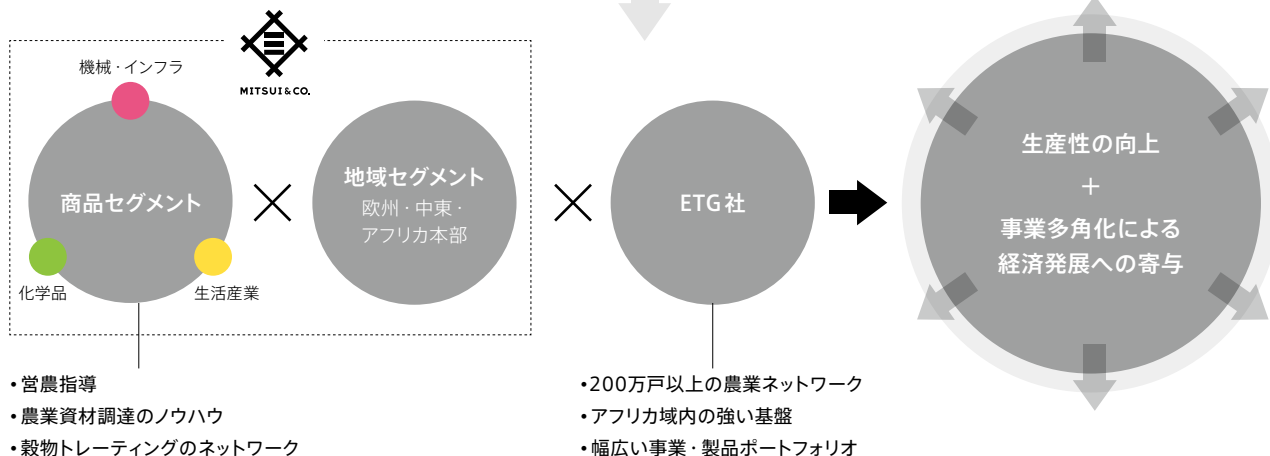 MITSUI & CO.
機械・インフラ
商品セグメント
化学品
生活産業
地域セグメント
欧州・中東・
アフリカ本部
ETG社
生産性の向上
+
事業多角化による
経済発展への寄与
•営農指導
•農業資材調達のノウハウ
•穀物トレーティングのネットワーク
•200万戸以上の農業ネットワーク
•アフリカ域内の強い基盤
•幅広い事業・製品ポートフォリオ